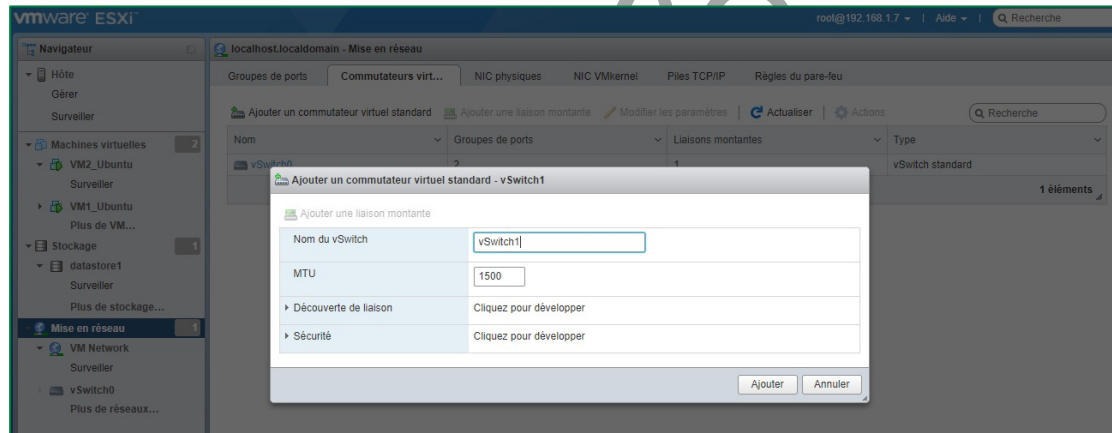 vmware ESXi™
root@192.168.1.7 | Aide | Recherche
Navigateur
localhost.localdomain - Mise en réseau
Hôte
Gérer
Surveiller
Machines virtuelles 2
VM2_Ubuntu
Surveiller
VM1_Ubuntu
Plus de VM...
Stockage 1
datastore1
Surveiller
Plus de stockage...
Mise en réseau 1
VM Network
Surveiller
vSwitch0
Plus de réseaux...
Groupes de ports Commutateurs virt... NIC physiques NIC VMkernel Piles TCP/IP Règles du pare-feu
Ajouter un commutateur virtuel standard Ajouter une liaison montante Modifier les paramètres Actualiser Actions Recherche
Nom Groupes de ports Liaisons montantes Type
vSwitch0 2 1 vSwitch standard
1 éléments
Ajouter un commutateur virtuel standard - vSwitch1
Ajouter une liaison montante
Nom du vSwitch vSwitch1
MTU 1500
Découverte de liaison Cliquez pour développer
Sécurité Cliquez pour développer
Ajouter Annuler